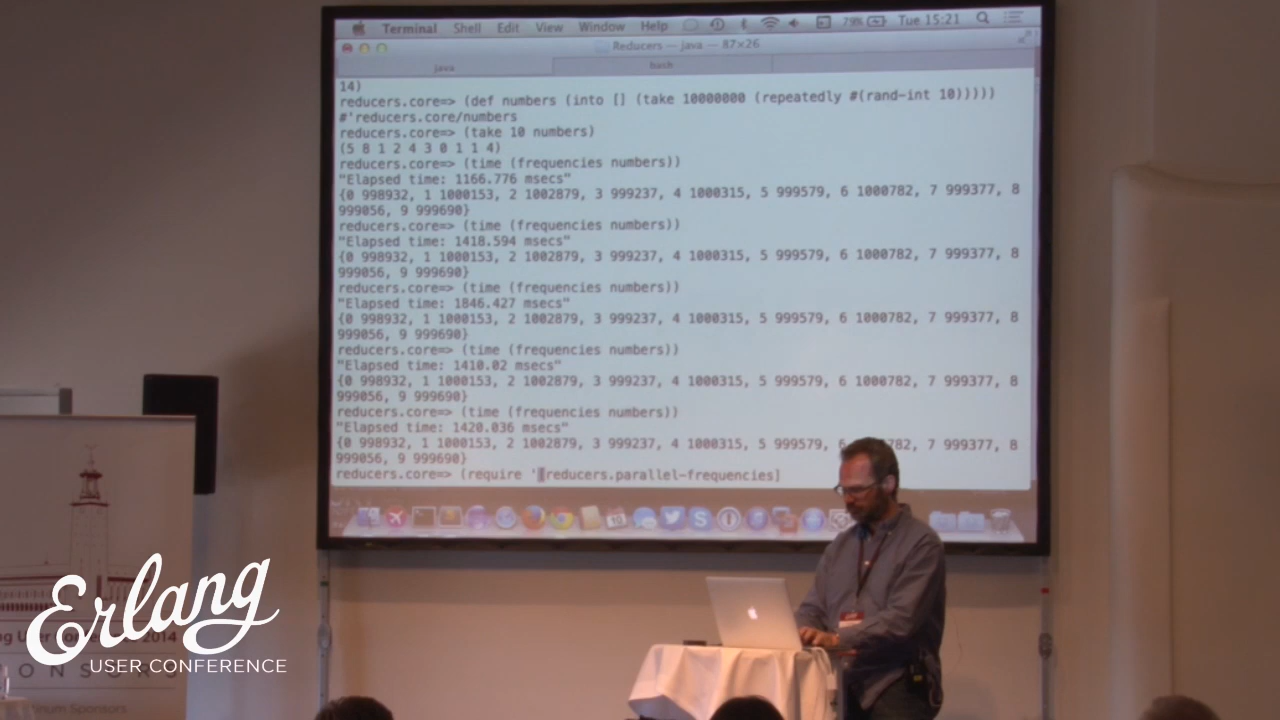 Terminal Shell Edit View Window Help 79% Tue 15:21
Reducers — java — 87×26
java bash
14)
reducers.core=> (def numbers (into [] (take 10000000 (repeatedly #(rand-int 10)))))
#'reducers.core/numbers
reducers.core=> (take 10 numbers)
(5 8 1 2 4 3 0 1 1 4)
reducers.core=> (time (frequencies numbers))
"Elapsed time: 1166.776 msecs"
{0 998932, 1 1000153, 2 1002879, 3 999237, 4 1000315, 5 999579, 6 1000782, 7 999377, 8
999056, 9 999690}
reducers.core=> (time (frequencies numbers))
"Elapsed time: 1418.594 msecs"
{0 998932, 1 1000153, 2 1002879, 3 999237, 4 1000315, 5 999579, 6 1000782, 7 999377, 8
999056, 9 999690}
reducers.core=> (time (frequencies numbers))
"Elapsed time: 1846.427 msecs"
{0 998932, 1 1000153, 2 1002879, 3 999237, 4 1000315, 5 999579, 6 1000782, 7 999377, 8
999056, 9 999690}
reducers.core=> (time (frequencies numbers))
"Elapsed time: 1410.02 msecs"
{0 998932, 1 1000153, 2 1002879, 3 999237, 4 1000315, 5 999579, 6 1000782, 7 999377, 8
999056, 9 999690}
reducers.core=> (time (frequencies numbers))
"Elapsed time: 1420.036 msecs"
{0 998932, 1 1000153, 2 1002879, 3 999237, 4 1000315, 5 999579, 6 782, 7 999377, 8
999056, 9 999690}
reducers.core=> (require '[reducers.parallel-frequencies]
Erlang
USER CONFERENCE
2014
Sponsors